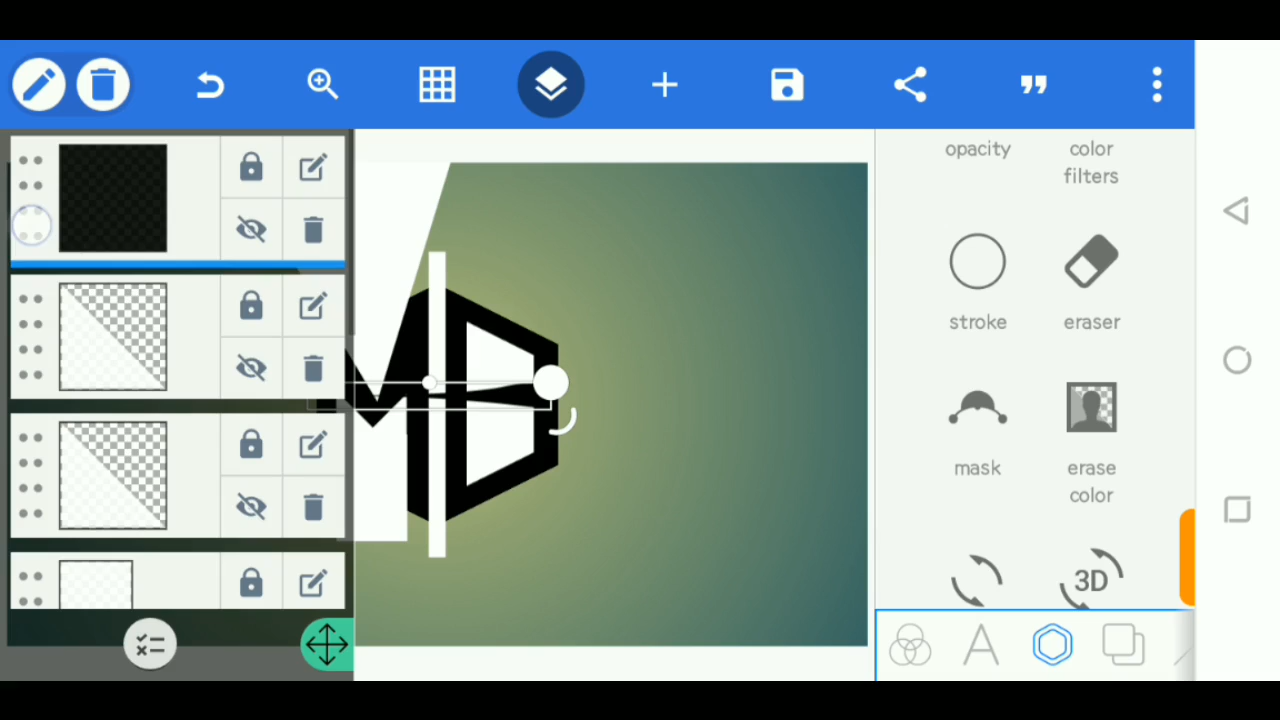 opacity
color
filters
stroke
eraser
mask
erase
color
3D